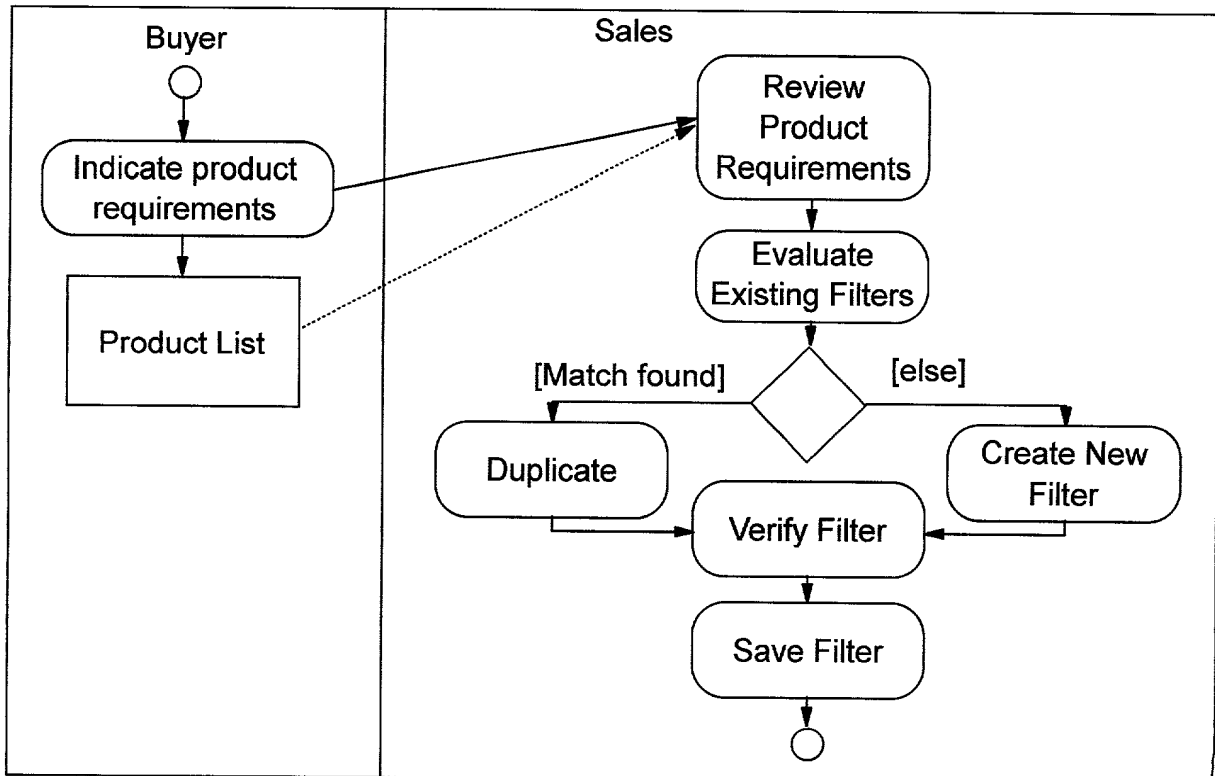 Buyer
Indicate product
requirements
Product List
Sales
Review
Product
Requirements
Evaluate
Existing Filters
[Match found]
[else]
Duplicate
Create New
Filter
Verify Filter
Save Filter